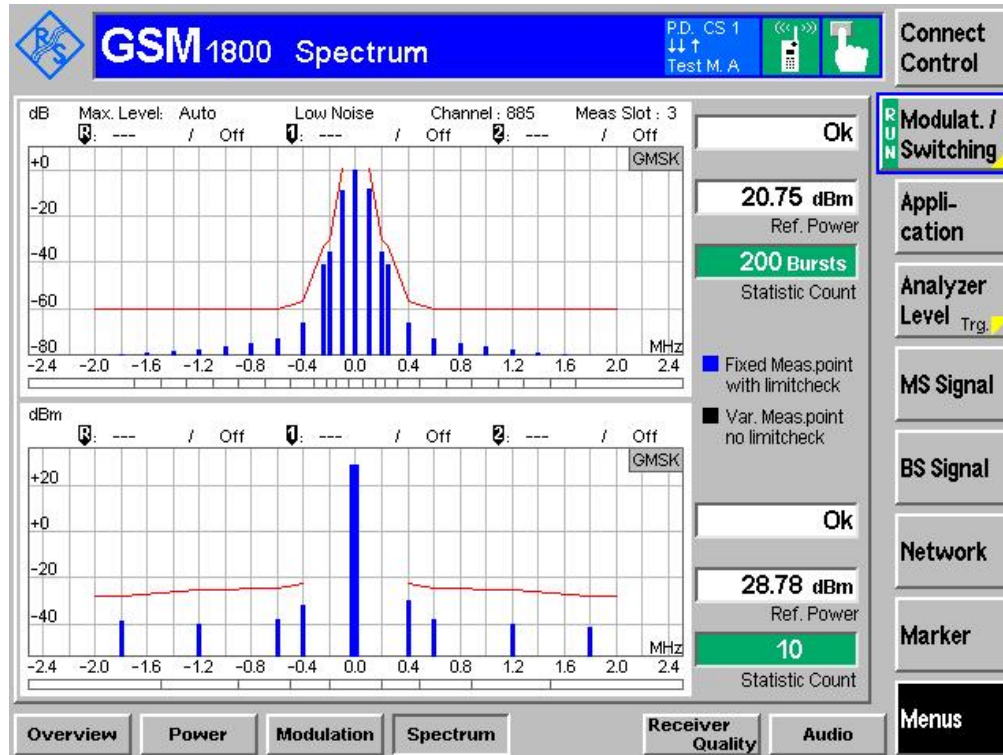 R&S
GSM 1800 Spectrum
P.D. CS 1
Test M. A
Connect Control
dB Max. Level: Auto Low Noise Channel : 885 Meas Slot : 3
R: --- / Off 1: --- / Off 2: --- / Off
GMSK
+0
-20
-40
-60
-80
MHz
-2.4 -2.0 -1.6 -1.2 -0.8 -0.4 0.0 0.4 0.8 1.2 1.6 2.0 2.4
Ok
20.75 dBm
Ref. Power
200 Bursts
Statistic Count
Fixed Meas.point
with limitcheck
Var. Meas.point
no limitcheck
dBm
R: --- / Off 1: --- / Off 2: --- / Off
GMSK
+20
+0
-20
-40
MHz
-2.4 -2.0 -1.6 -1.2 -0.8 -0.4 0.0 0.4 0.8 1.2 1.6 2.0 2.4
Ok
28.78 dBm
Ref. Power
10
Statistic Count
RUN
Modulat. /
Switching
Appli-
cation
Analyzer
Level Trg.
MS Signal
BS Signal
Network
Marker
Menus
Overview
Power
Modulation
Spectrum
Receiver
Quality
Audio